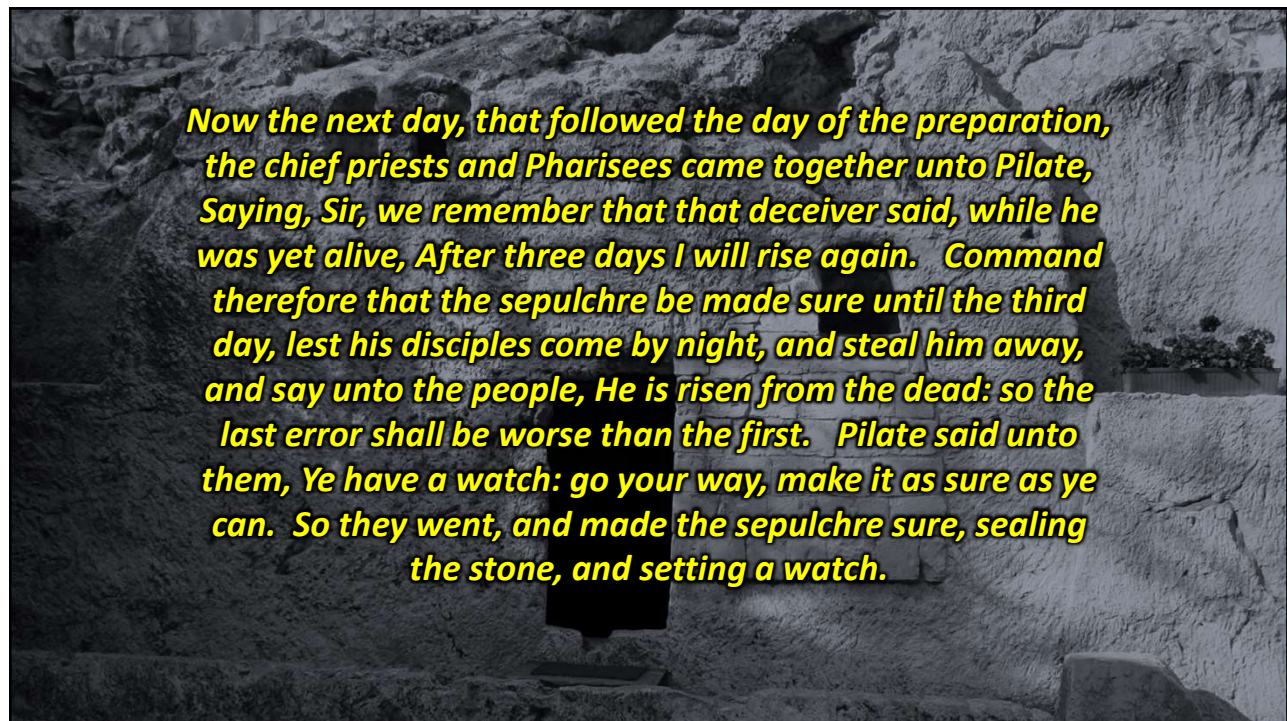 Now the next day, that followed the day of the preparation,
the chief priests and Pharisees came together unto Pilate,
Saying, Sir, we remember that that deceiver said, while he
was yet alive, After three days I will rise again.   Command
therefore that the sepulchre be made sure until the third
day, lest his disciples come by night, and steal him away,
and say unto the people, He is risen from the dead: so the
last error shall be worse than the first.   Pilate said unto
them, Ye have a watch: go your way, make it as sure as ye
can.  So they went, and made the sepulchre sure, sealing
the stone, and setting a watch.